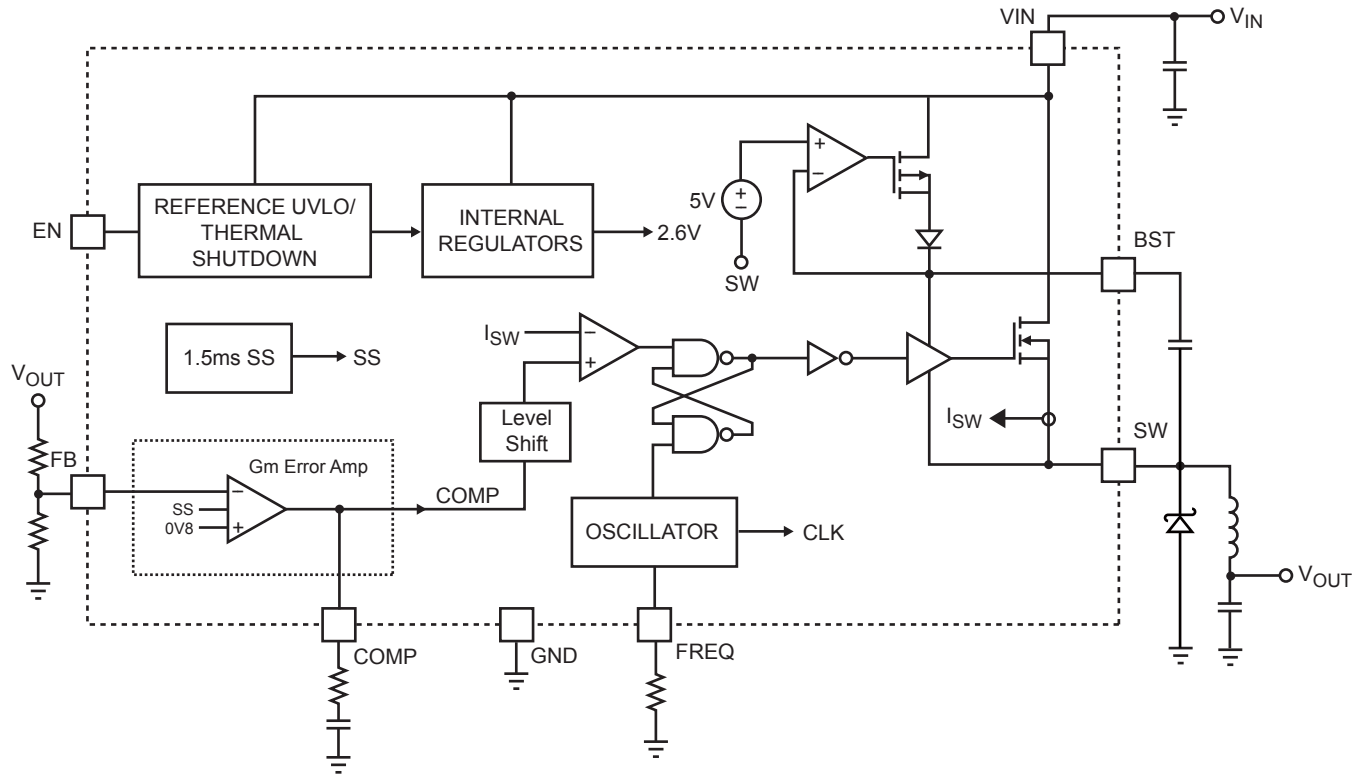 VIN
V_IN
REFERENCE UVLO/
THERMAL
SHUTDOWN
INTERNAL
REGULATORS
2.6V
EN
5V
+
−
+
−
SW
BST
1.5ms SS
SS
I_SW
−
+
V_OUT
Level
Shift
I_SW
SW
FB
Gm Error Amp
−
SS
0V8
+
COMP
OSCILLATOR
CLK
V_OUT
COMP
GND
FREQ